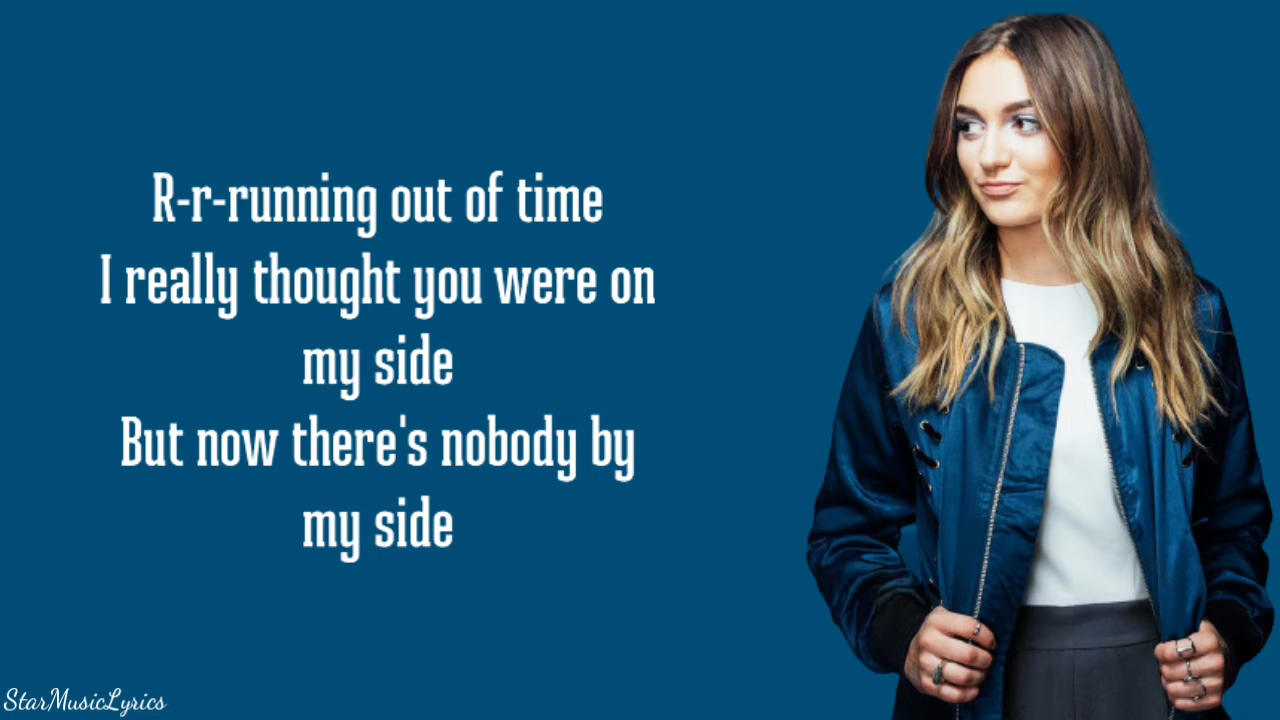 R-r-running out of time
I really thought you were on
my side
But now there's nobody by
my side
StarMusicLyrics